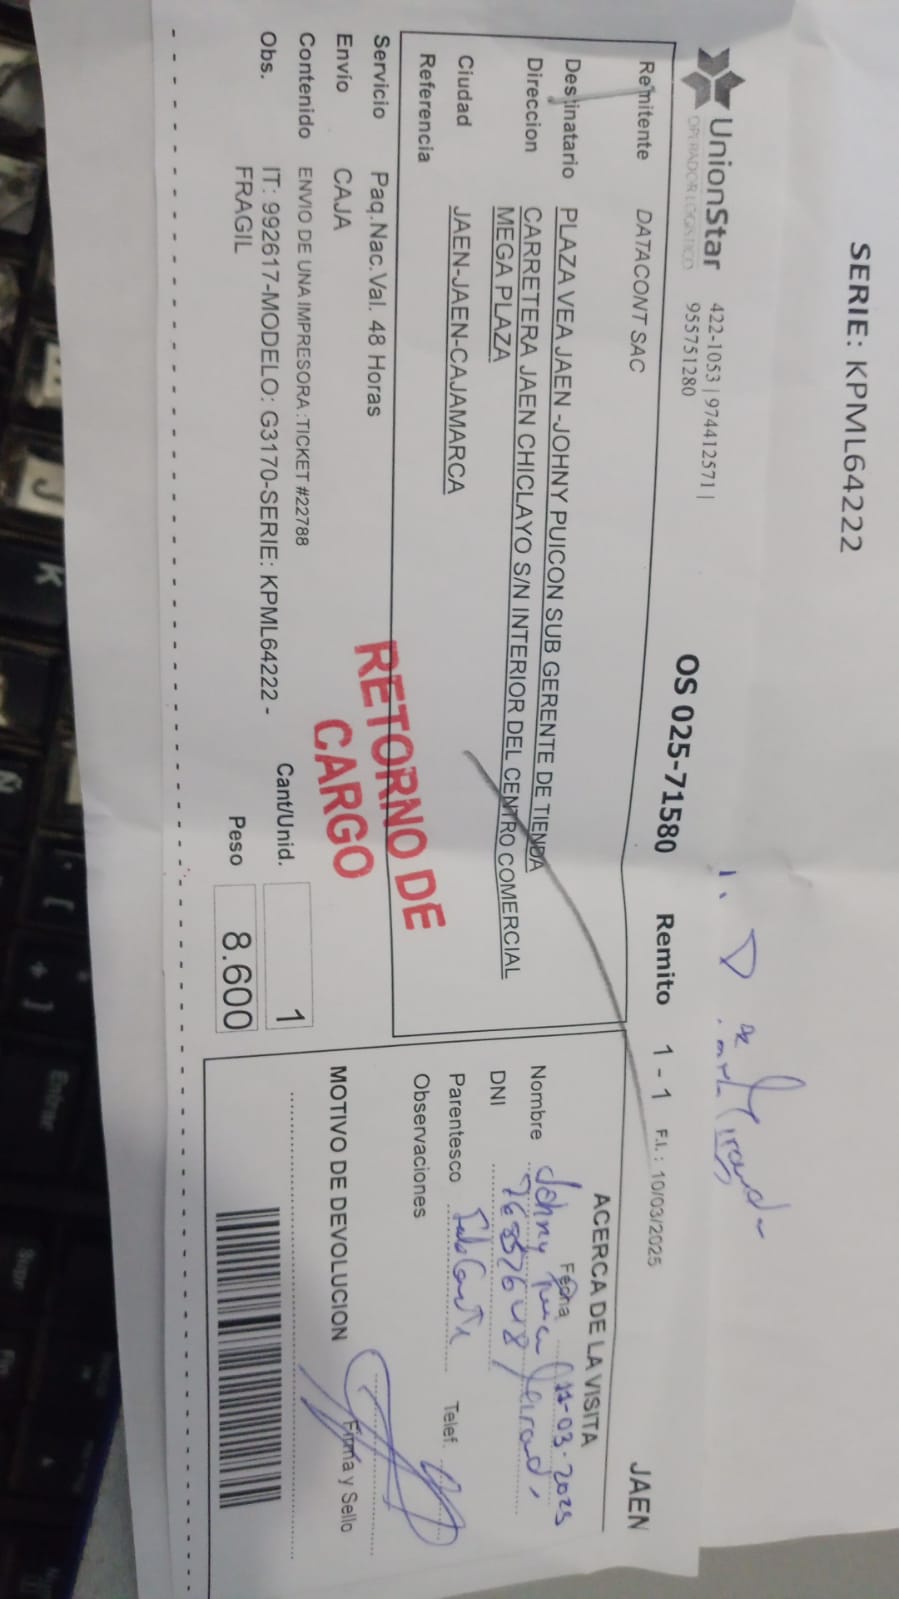 SERIE: KPML64222
UnionStar
OPERADOR LOGISTICO
422-1053 | 974412571 |
955751280
OS 025-71580 Remito 1 - 1 F.I. : 10/03/2025 JAEN
Remitente DATACONT SAC
Destinatario PLAZA VEA JAEN -JOHNY PUICON SUB GERENTE DE TIENDA
Direccion CARRETERA JAEN CHICLAYO S/N INTERIOR DEL CENTRO COMERCIAL
MEGA PLAZA
Ciudad JAEN-JAEN-CAJAMARCA
Referencia
Servicio Paq.Nac.Val. 48 Horas
Envío CAJA
Contenido ENVIO DE UNA IMPRESORA :TICKET #22788
Obs. IT: 992617-MODELO: G3170-SERIE: KPML64222 -
FRAGIL
RETORNO DE
CARGO
Cant/Unid. 1
Peso 8.600
ACERCA DE LA VISITA
Fecha
Nombre Johny
DNI
Parentesco
Telef.
Observaciones
MOTIVO DE DEVOLUCION
Firma y Sello